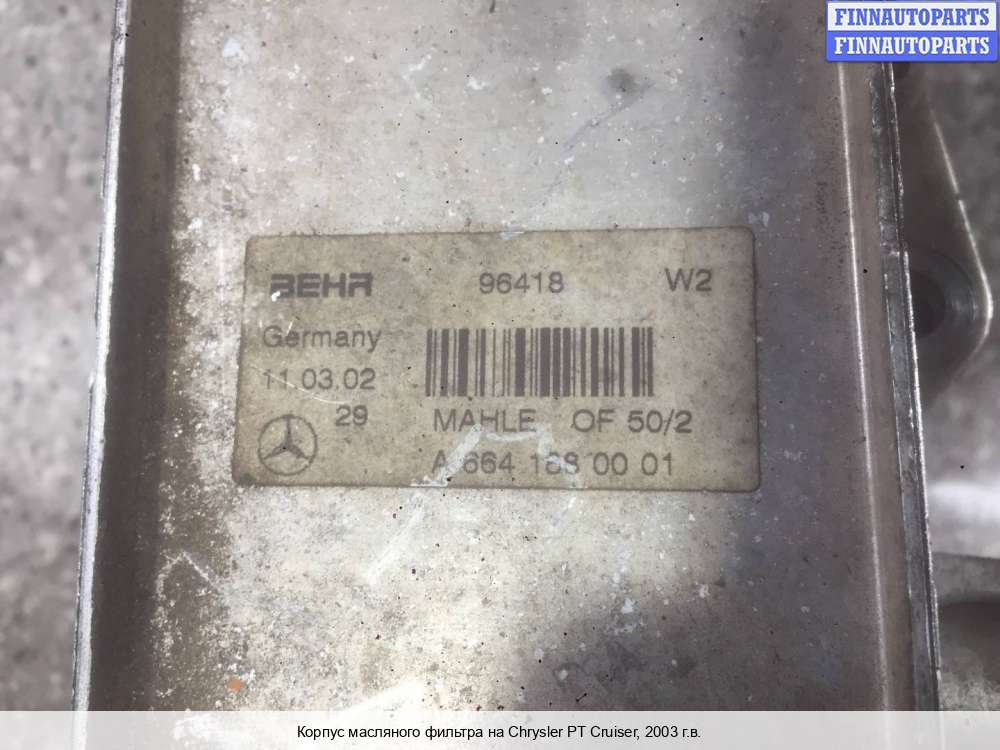 FINNAUTOPARTS
FINNAUTOPARTS
BEHR 96418 W2
Germany
11.03.02
29 MAHLE OF 50/2
A 664 188 00 01
Корпус масляного фильтра на Chrysler PT Cruiser, 2003 г.в.